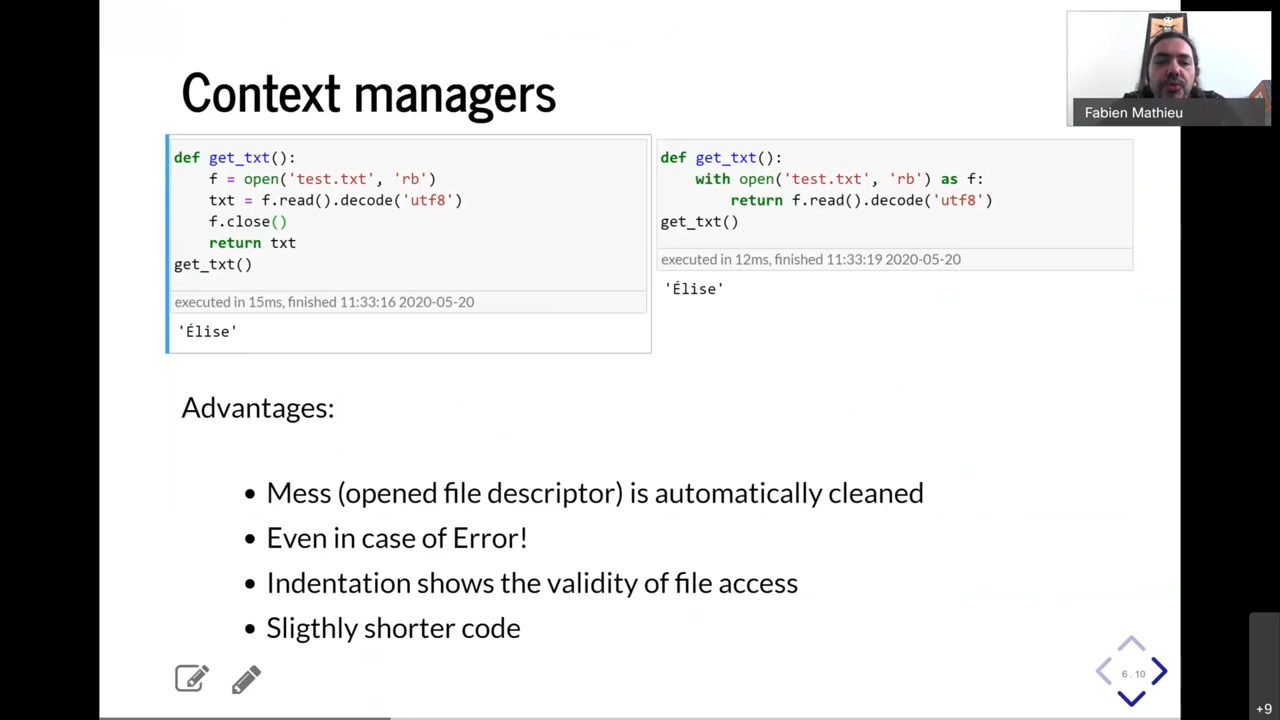 Context managers
Fabien Mathieu
def get_txt():
    f = open('test.txt', 'rb')
    txt = f.read().decode('utf8')
    f.close()
    return txt
get_txt()
executed in 15ms, finished 11:33:16 2020-05-20
'Élise'
def get_txt():
    with open('test.txt', 'rb') as f:
        return f.read().decode('utf8')
get_txt()
executed in 12ms, finished 11:33:19 2020-05-20
'Élise'
Advantages:
• Mess (opened file descriptor) is automatically cleaned
• Even in case of Error!
• Indentation shows the validity of file access
• Sligthly shorter code
6 . 10
+9